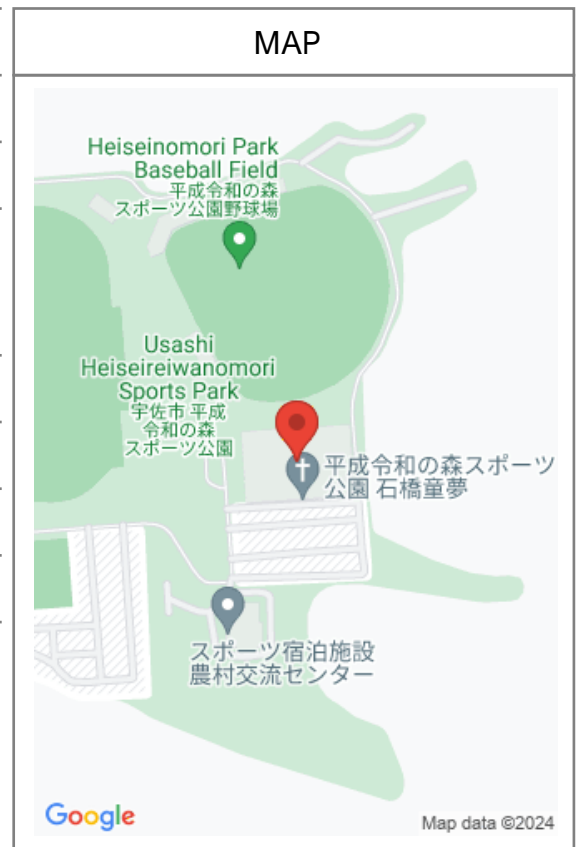 MAP
Heiseinomori Park
Baseball Field
平成令和の森
スポーツ公園野球場
Usashi
Heiseireiwanomori
Sports Park
宇佐市 平成
令和の森
スポーツ公園
平成令和の森スポーツ
公園 石橋童夢
スポーツ宿泊施設
農村交流センター
Google
Map data ©2024